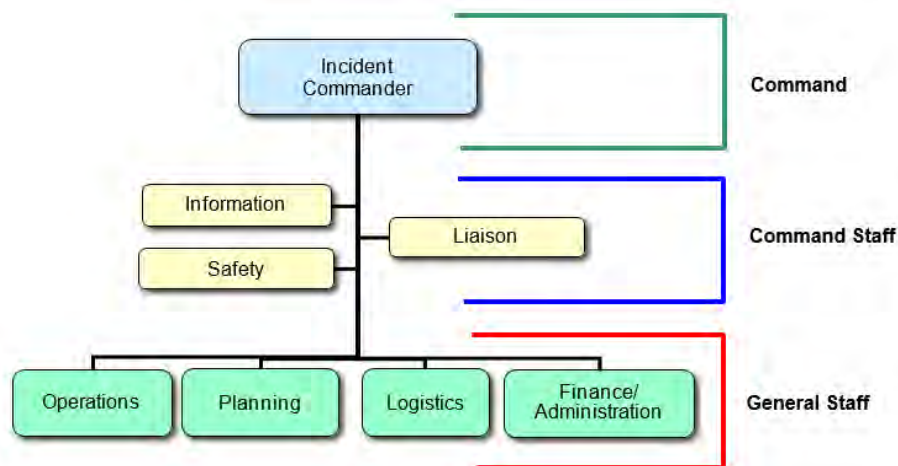 Incident
Commander
Command
Information
Liaison
Command Staff
Safety
Operations
Planning
Logistics
Finance/
Administration
General Staff